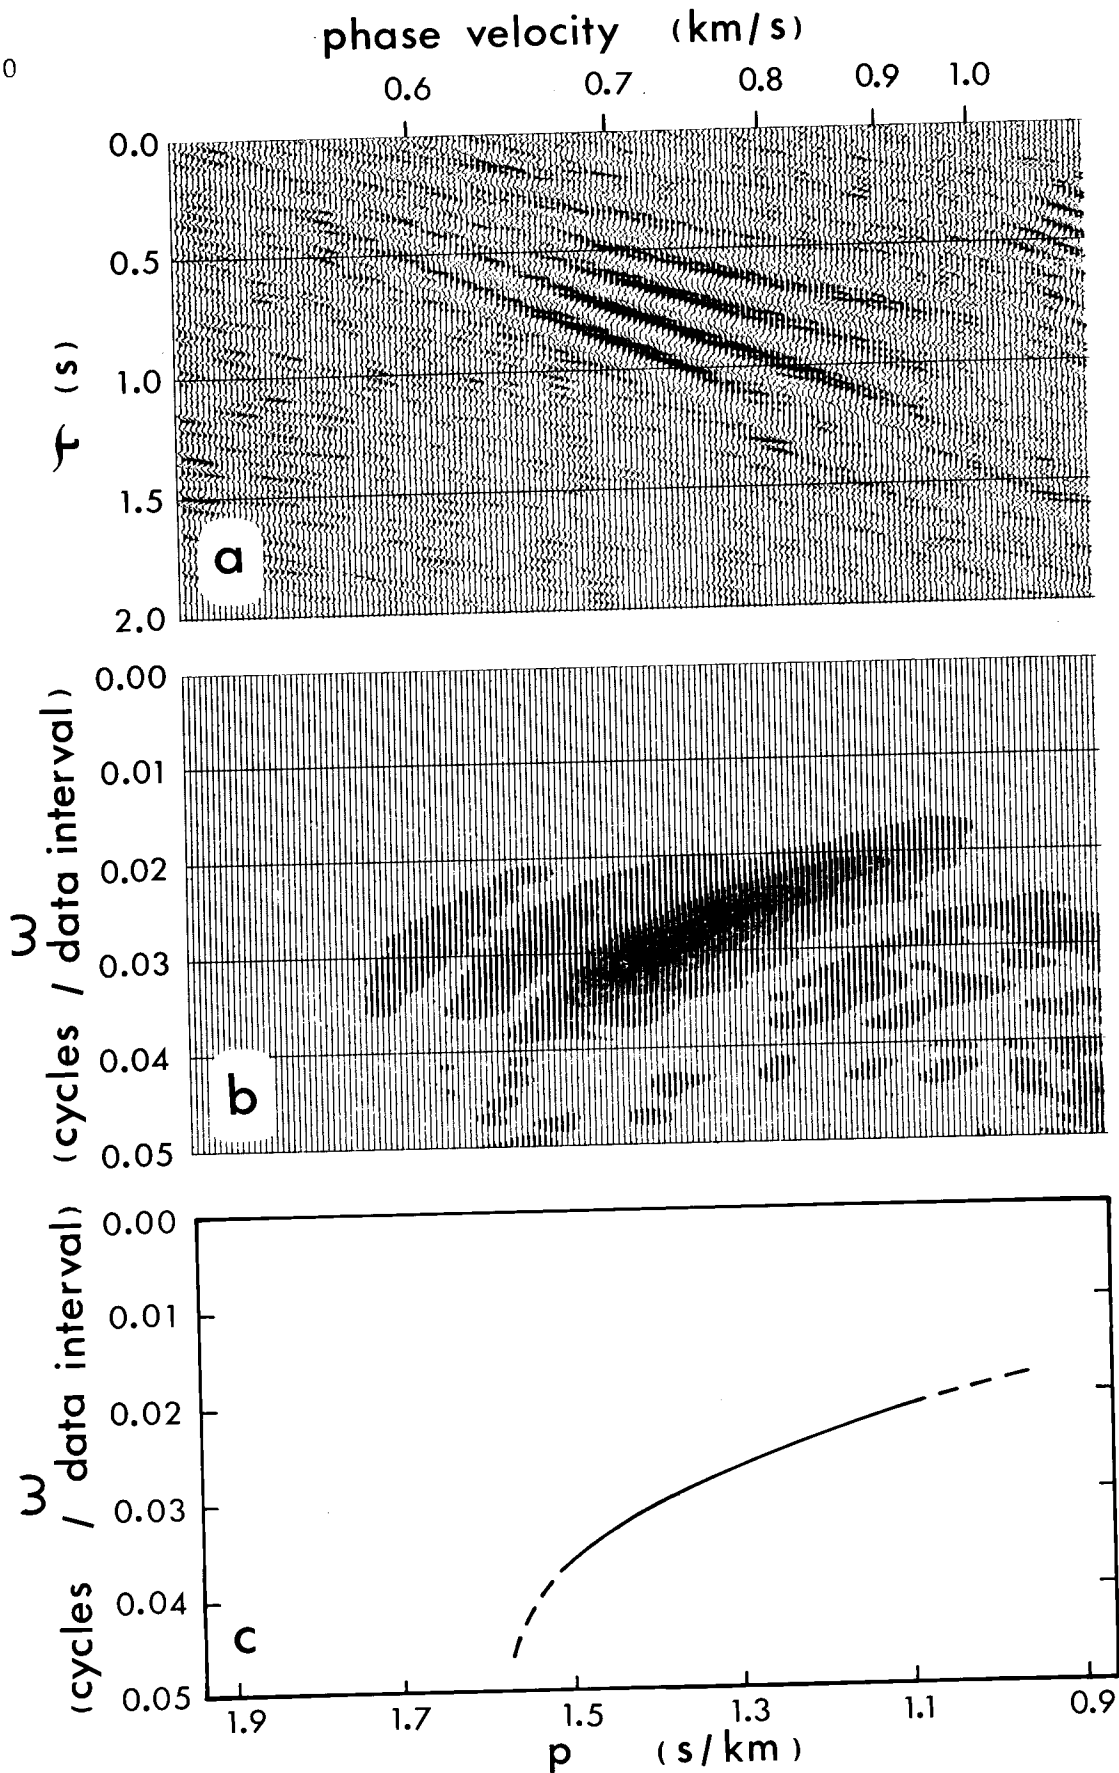 phase velocity (km/s)
0
0.6 0.7 0.8 0.9 1.0
0.0
0.5
1.0
1.5
2.0
τ (s)
a
0.00
0.01
0.02
0.03
0.04
0.05
ω
(cycles / data interval)
b
0.00
0.01
0.02
0.03
0.04
0.05
ω
(cycles / data interval)
c
1.9 1.7 1.5 1.3 1.1 0.9
p (s/km)